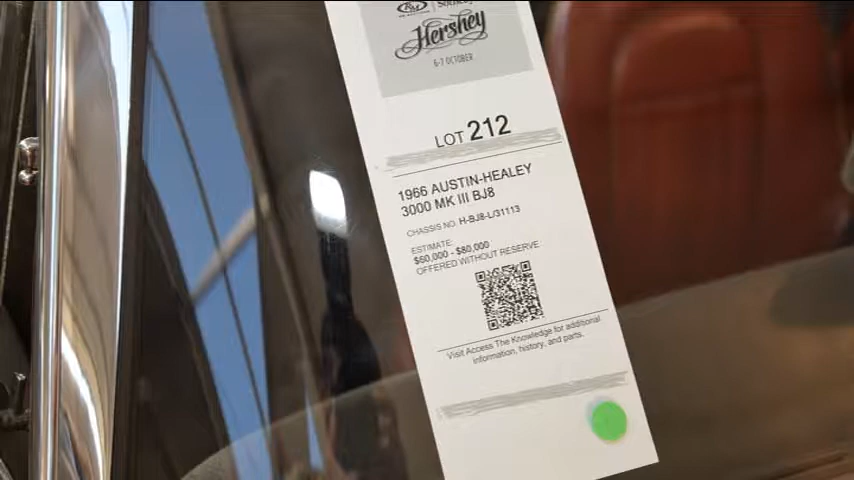 RM
Hershey
6-7 OCTOBER
LOT 212
1966 AUSTIN-HEALEY
3000 MK III BJ8
CHASSIS NO. H-BJ8-L/31113
ESTIMATE:
$60,000 - $80,000
OFFERED WITHOUT RESERVE
Visit Access The Knowledge for additional
information, history, and parts.